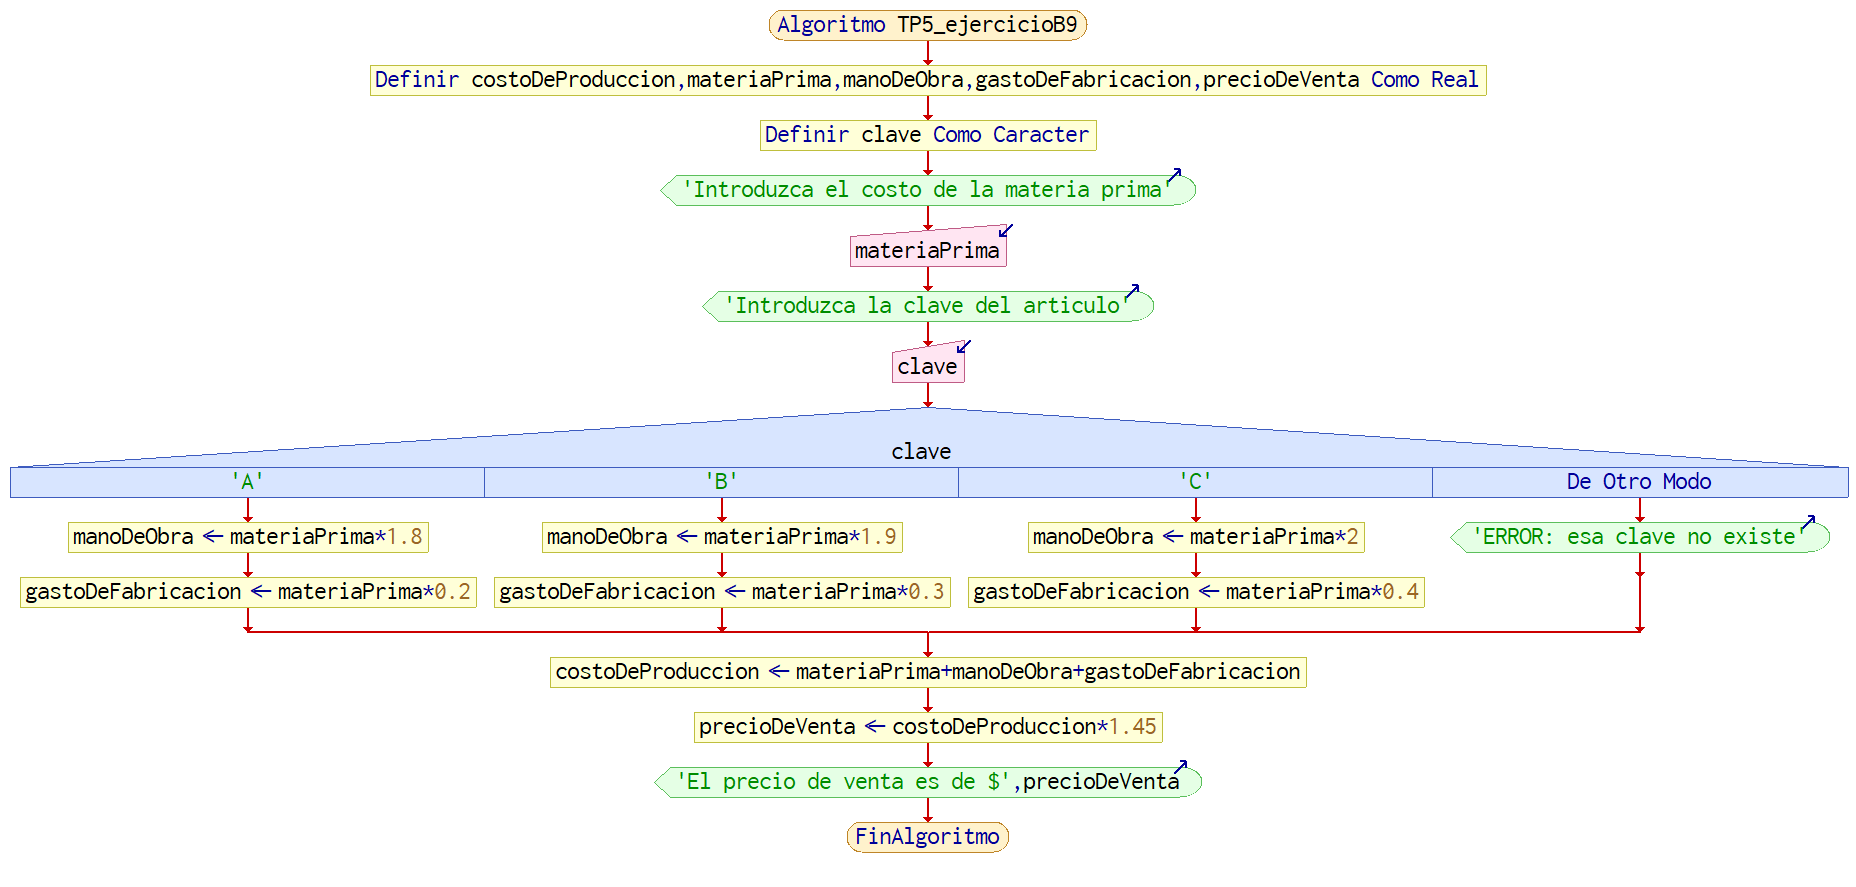 Algoritmo TP5_ejercicioB9
Definir costoDeProduccion,materiaPrima,manoDeObra,gastoDeFabricacion,precioDeVenta Como Real
Definir clave Como Caracter
'Introduzca el costo de la materia prima'
materiaPrima
'Introduzca la clave del articulo'
clave
clave
'A' 'B' 'C' De Otro Modo
manoDeObra ← materiaPrima*1.8 manoDeObra ← materiaPrima*1.9 manoDeObra ← materiaPrima*2 'ERROR: esa clave no existe'
gastoDeFabricacion ← materiaPrima*0.2 gastoDeFabricacion ← materiaPrima*0.3 gastoDeFabricacion ← materiaPrima*0.4
costoDeProduccion ← materiaPrima+manoDeObra+gastoDeFabricacion
precioDeVenta ← costoDeProduccion*1.45
'El precio de venta es de $',precioDeVenta
FinAlgoritmo